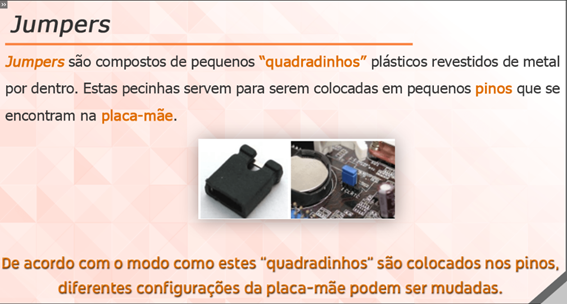 Jumpers
Jumpers são compostos de pequenos “quadradinhos” plásticos revestidos de metal
por dentro. Estas pecinhas servem para serem colocadas em pequenos pinos que se
encontram na placa-mãe.
De acordo com o modo como estes "quadradinhos" são colocados nos pinos,
diferentes configurações da placa-mãe podem ser mudadas.